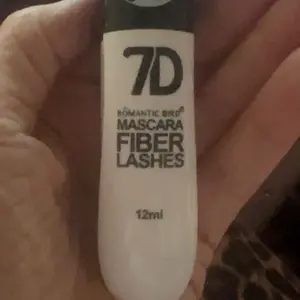 7D
ROMANTIC BIRD®
MASCARA
FIBER
LASHES
12ml